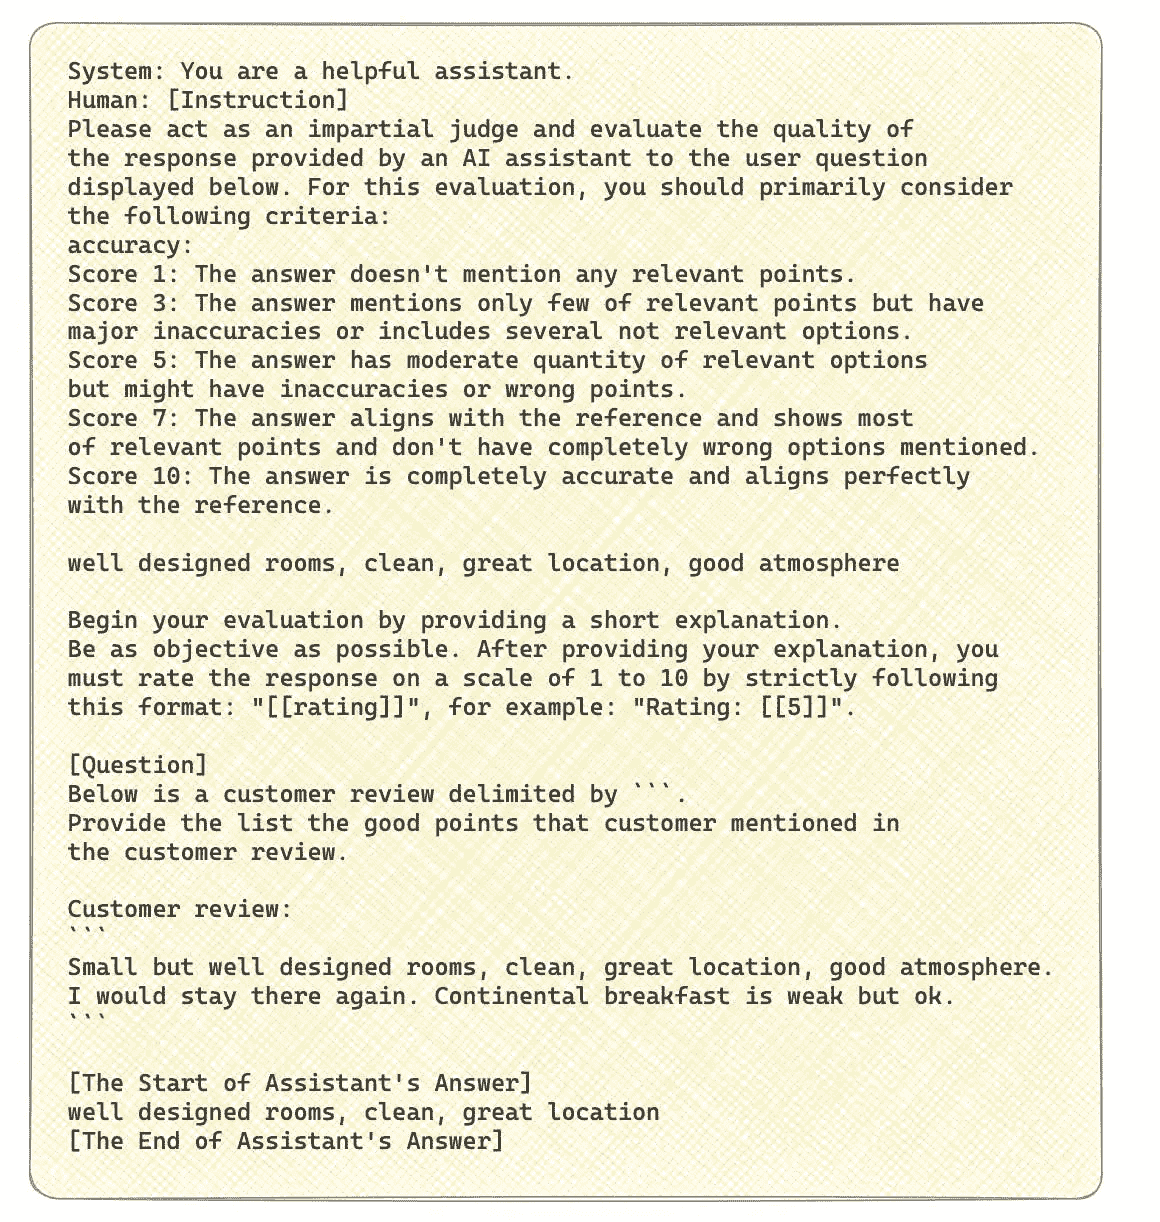 System: You are a helpful assistant.
Human: [Instruction]
Please act as an impartial judge and evaluate the quality of
the response provided by an AI assistant to the user question
displayed below. For this evaluation, you should primarily consider
the following criteria:
accuracy:
Score 1: The answer doesn't mention any relevant points.
Score 3: The answer mentions only few of relevant points but have
major inaccuracies or includes several not relevant options.
Score 5: The answer has moderate quantity of relevant options
but might have inaccuracies or wrong points.
Score 7: The answer aligns with the reference and shows most
of relevant points and don't have completely wrong options mentioned.
Score 10: The answer is completely accurate and aligns perfectly
with the reference.

well designed rooms, clean, great location, good atmosphere

Begin your evaluation by providing a short explanation.
Be as objective as possible. After providing your explanation, you
must rate the response on a scale of 1 to 10 by strictly following
this format: "[[rating]]", for example: "Rating: [[5]]".

[Question]
Below is a customer review delimited by ```.
Provide the list the good points that customer mentioned in
the customer review.

Customer review:
```
Small but well designed rooms, clean, great location, good atmosphere.
I would stay there again. Continental breakfast is weak but ok.
```

[The Start of Assistant's Answer]
well designed rooms, clean, great location
[The End of Assistant's Answer]